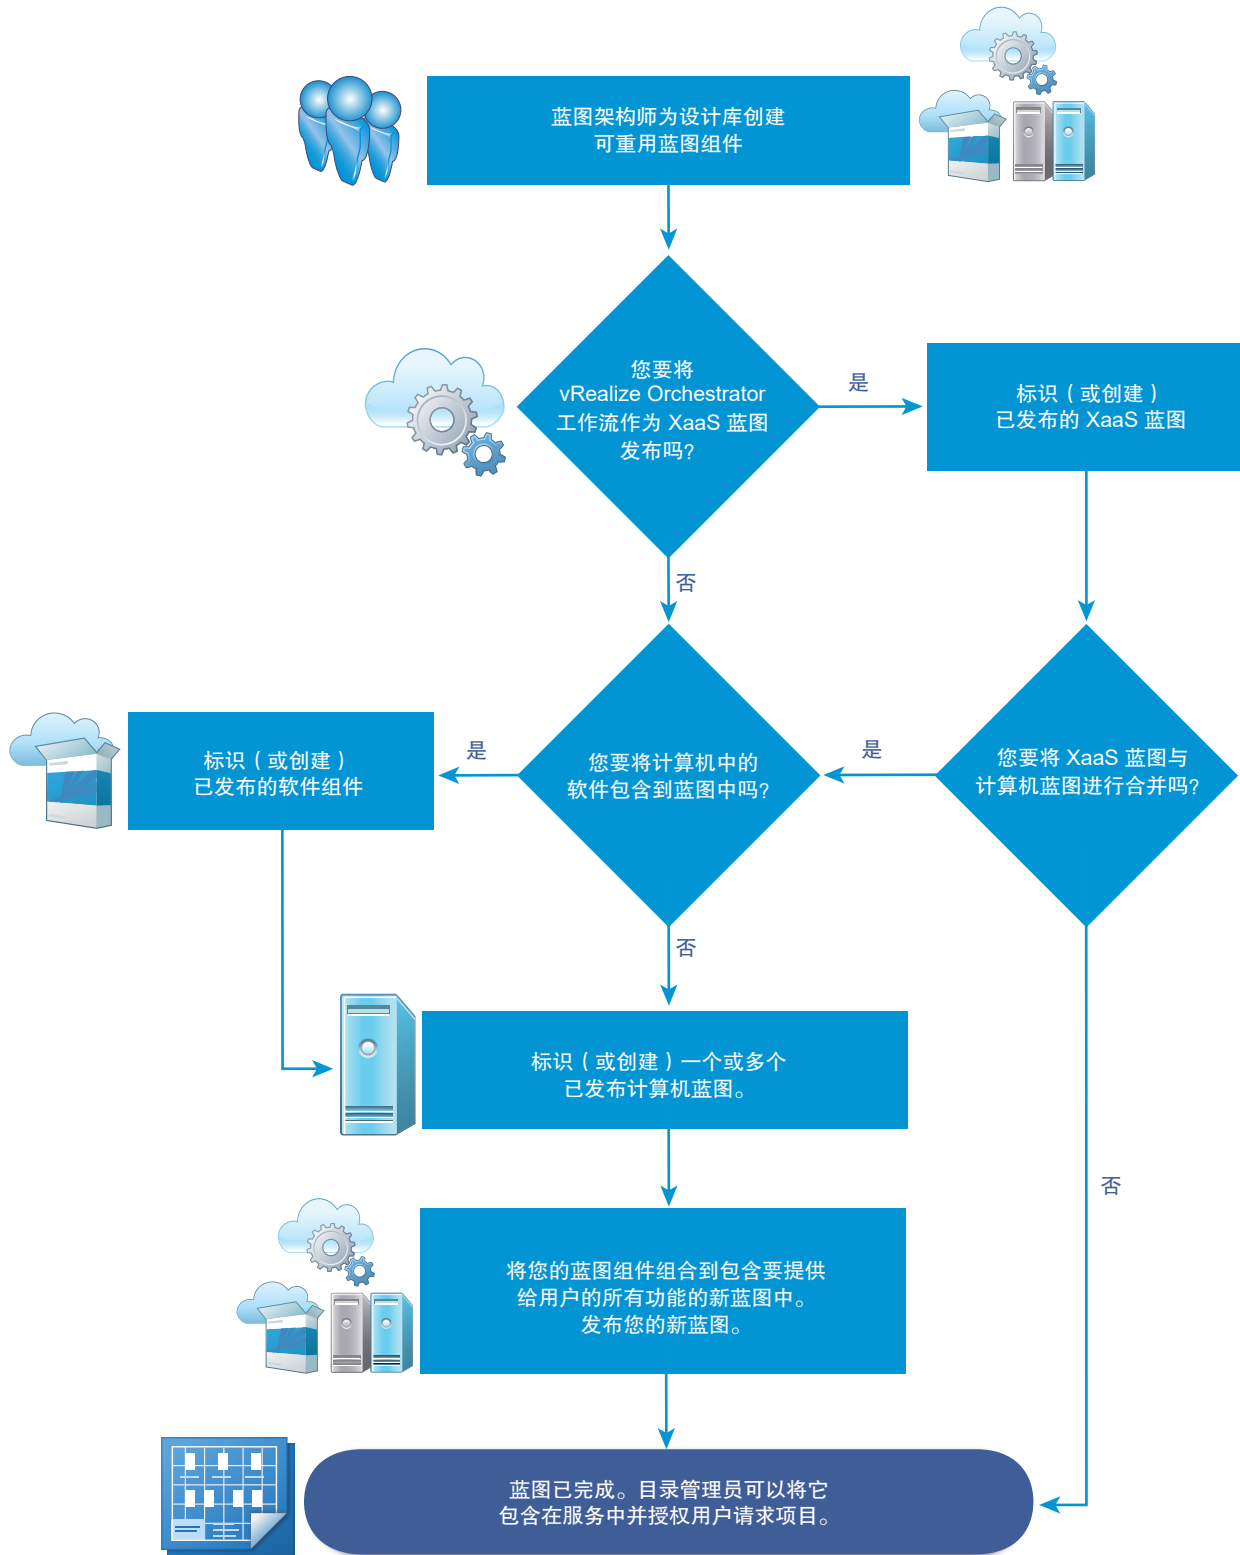 蓝图架构师为设计库创建
可重用蓝图组件
您要将
vRealize Orchestrator
工作流作为 XaaS 蓝图
发布吗?
是
标识（或创建）
已发布的 XaaS 蓝图
否
标识（或创建）
已发布的软件组件
是
您要将计算机中的
软件包含到蓝图中吗?
是
您要将 XaaS 蓝图与
计算机蓝图进行合并吗?
否
标识（或创建）一个或多个
已发布计算机蓝图。
否
将您的蓝图组件组合到包含要提供
给用户的所有功能的新蓝图中。
发布您的新蓝图。
蓝图已完成。目录管理员可以将它
包含在服务中并授权用户请求项目。